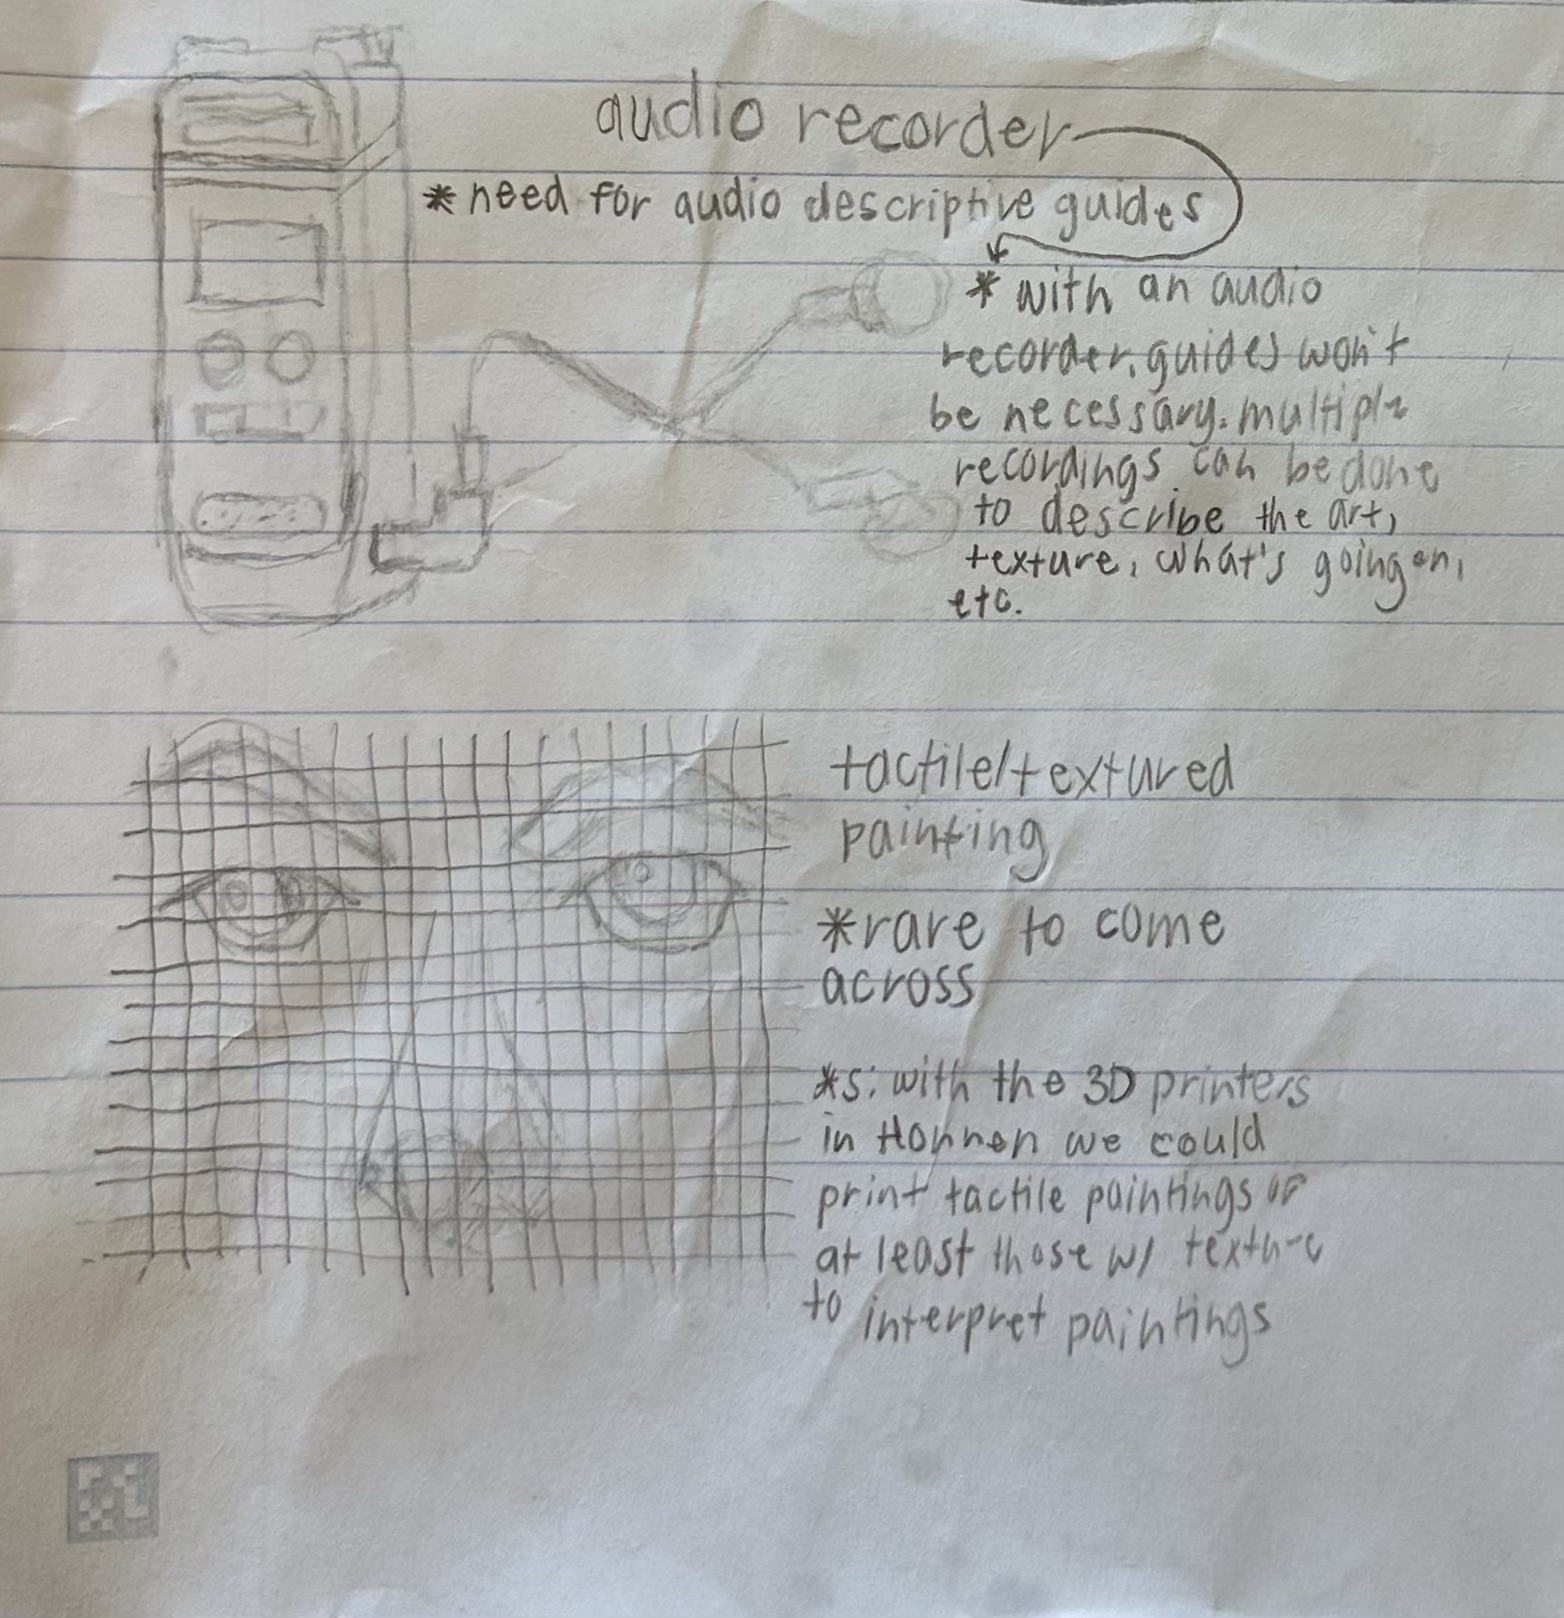 audio recorder
*need for audio descriptive guides
*with an audio
recorder, guides won't
be necessary. multiple
recordings can be done
to describe the art,
texture, what's going on,
etc.
tactile/textured
painting
*rare to come
across
*s: with the 3D printers
in Honnen we could
print tactile paintings or
at least those w/ texture
to interpret paintings